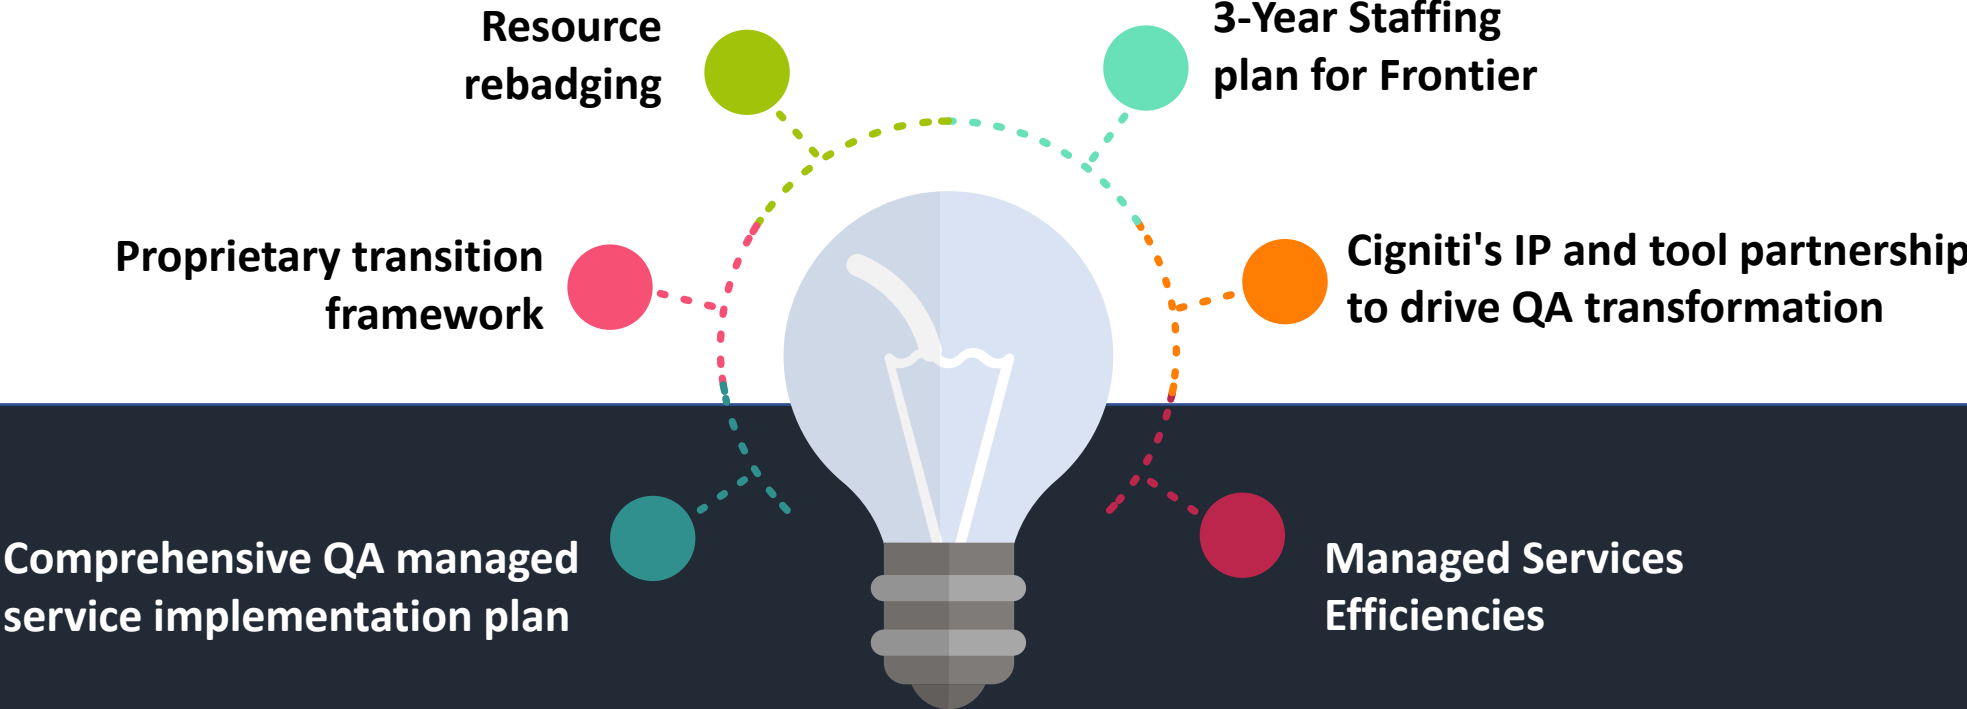 Resource
rebadging
3-Year Staffing
plan for Frontier
Proprietary transition
framework
Cigniti's IP and tool partnership
to drive QA transformation
Comprehensive QA managed
service implementation plan
Managed Services
Efficiencies